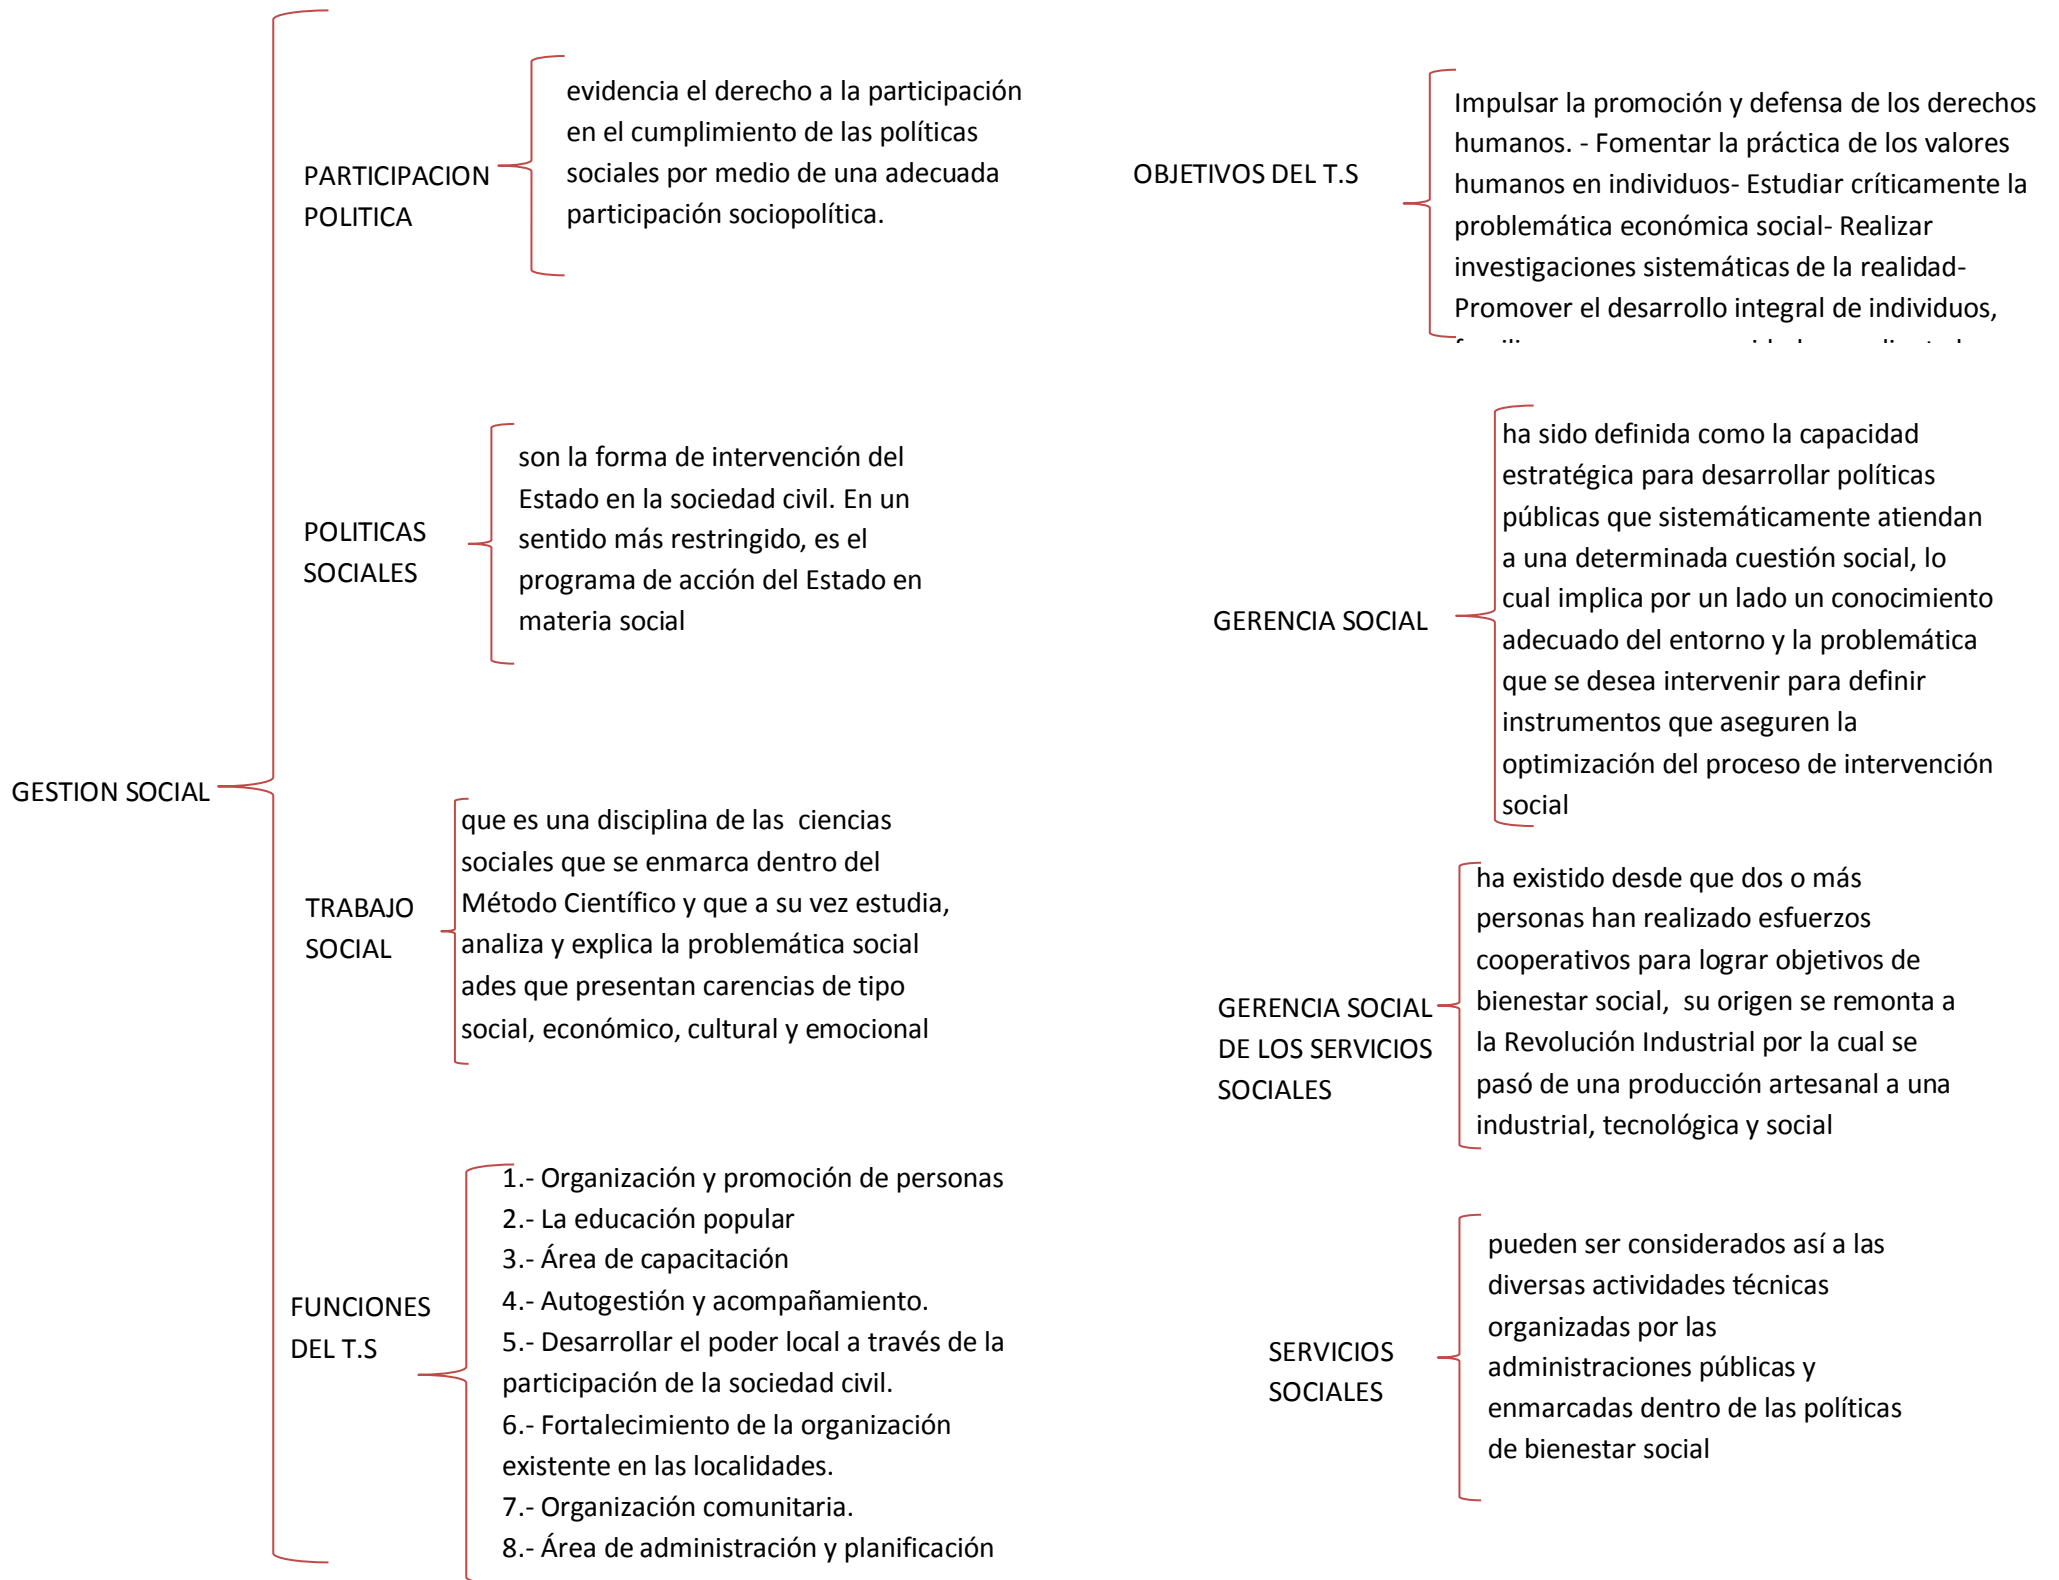 GESTION SOCIAL
PARTICIPACION
POLITICA
evidencia el derecho a la participación
en el cumplimiento de las políticas
sociales por medio de una adecuada
participación sociopolítica.
POLITICAS
SOCIALES
son la forma de intervención del
Estado en la sociedad civil. En un
sentido más restringido, es el
programa de acción del Estado en
materia social
TRABAJO
SOCIAL
que es una disciplina de las  ciencias
sociales que se enmarca dentro del
Método Científico y que a su vez estudia,
analiza y explica la problemática social
ades que presentan carencias de tipo
social, económico, cultural y emocional
FUNCIONES
DEL T.S
1.- Organización y promoción de personas
2.- La educación popular
3.- Área de capacitación
4.- Autogestión y acompañamiento.
5.- Desarrollar el poder local a través de la
participación de la sociedad civil.
6.- Fortalecimiento de la organización
existente en las localidades.
7.- Organización comunitaria.
8.- Área de administración y planificación
OBJETIVOS DEL T.S
Impulsar la promoción y defensa de los derechos
humanos. - Fomentar la práctica de los valores
humanos en individuos- Estudiar críticamente la
problemática económica social- Realizar
investigaciones sistemáticas de la realidad-
Promover el desarrollo integral de individuos,
GERENCIA SOCIAL
ha sido definida como la capacidad
estratégica para desarrollar políticas
públicas que sistemáticamente atiendan
a una determinada cuestión social, lo
cual implica por un lado un conocimiento
adecuado del entorno y la problemática
que se desea intervenir para definir
instrumentos que aseguren la
optimización del proceso de intervención
social
GERENCIA SOCIAL
DE LOS SERVICIOS
SOCIALES
ha existido desde que dos o más
personas han realizado esfuerzos
cooperativos para lograr objetivos de
bienestar social,  su origen se remonta a
la Revolución Industrial por la cual se
pasó de una producción artesanal a una
industrial, tecnológica y social
SERVICIOS
SOCIALES
pueden ser considerados así a las
diversas actividades técnicas
organizadas por las
administraciones públicas y
enmarcadas dentro de las políticas
de bienestar social